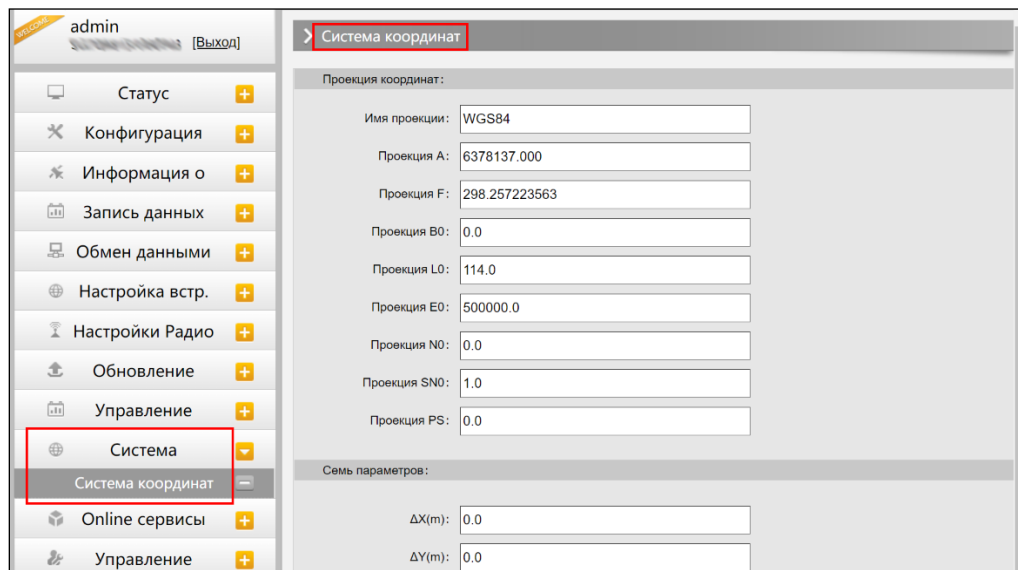 WELCOME
admin
[Выход]
Статус
Конфигурация
Информация о
Запись данных
Обмен данными
Настройка встр.
Настройки Радио
Обновление
Управление
Система
Система координат
Online сервисы
Управление
Система координат
Проекция координат:
Имя проекции: WGS84
Проекция A: 6378137.000
Проекция F: 298.257223563
Проекция B0: 0.0
Проекция L0: 114.0
Проекция E0: 500000.0
Проекция N0: 0.0
Проекция SN0: 1.0
Проекция PS: 0.0
Семь параметров:
ΔX(m): 0.0
ΔY(m): 0.0